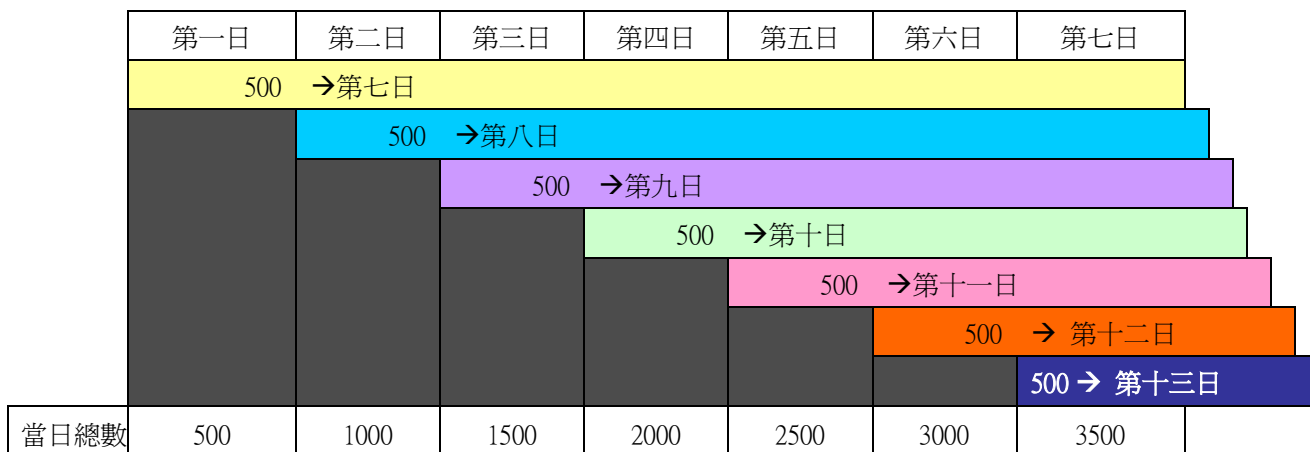 第一日 第二日 第三日 第四日 第五日 第六日 第七日
500 →第七日
500 →第八日
500 →第九日
500 →第十日
500 →第十一日
500 → 第十二日
500 → 第十三日
當日總數 500 1000 1500 2000 2500 3000 3500